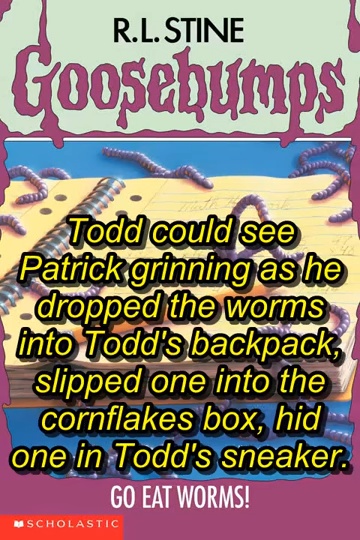 R.L. STINE
Goosebumps
Todd could see
Patrick grinning as he
dropped the worms
into Todd's backpack,
slipped one into the
cornflakes box, hid
one in Todd's sneaker.
GO EAT WORMS!
SCHOLASTIC